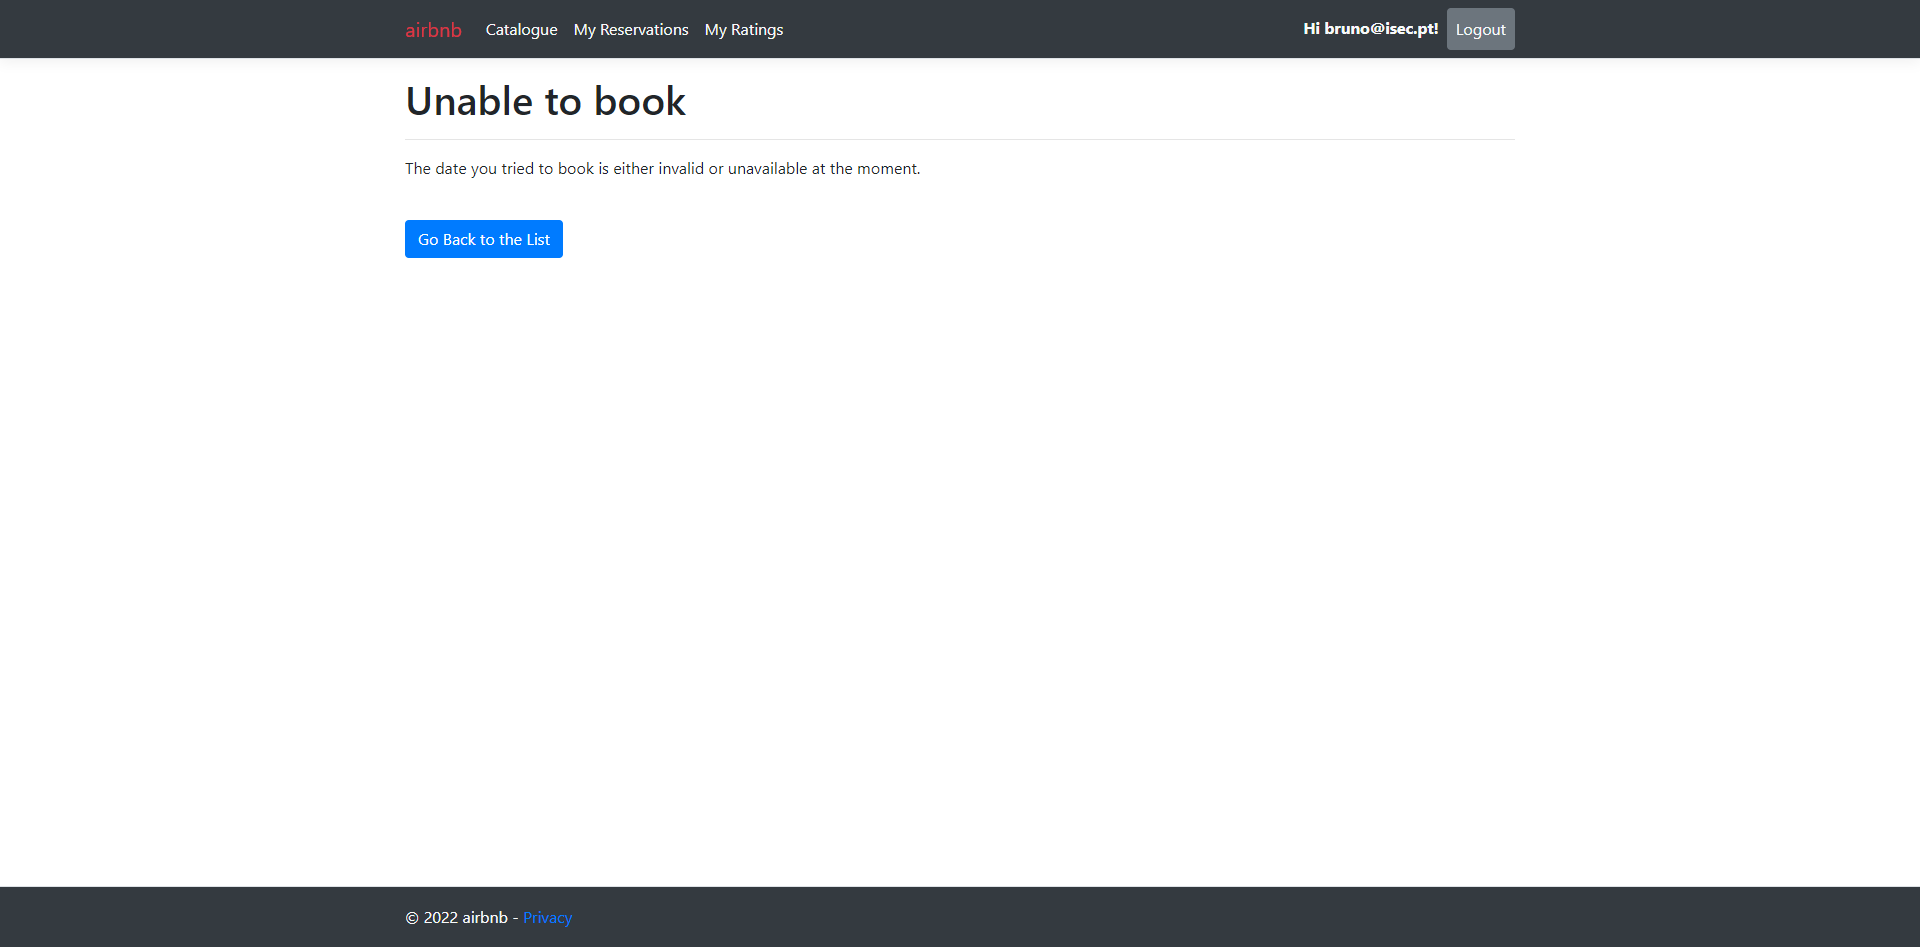 airbnb Catalogue My Reservations My Ratings Hi bruno@isec.pt! Logout
Unable to book
The date you tried to book is either invalid or unavailable at the moment.
Go Back to the List
© 2022 airbnb - Privacy